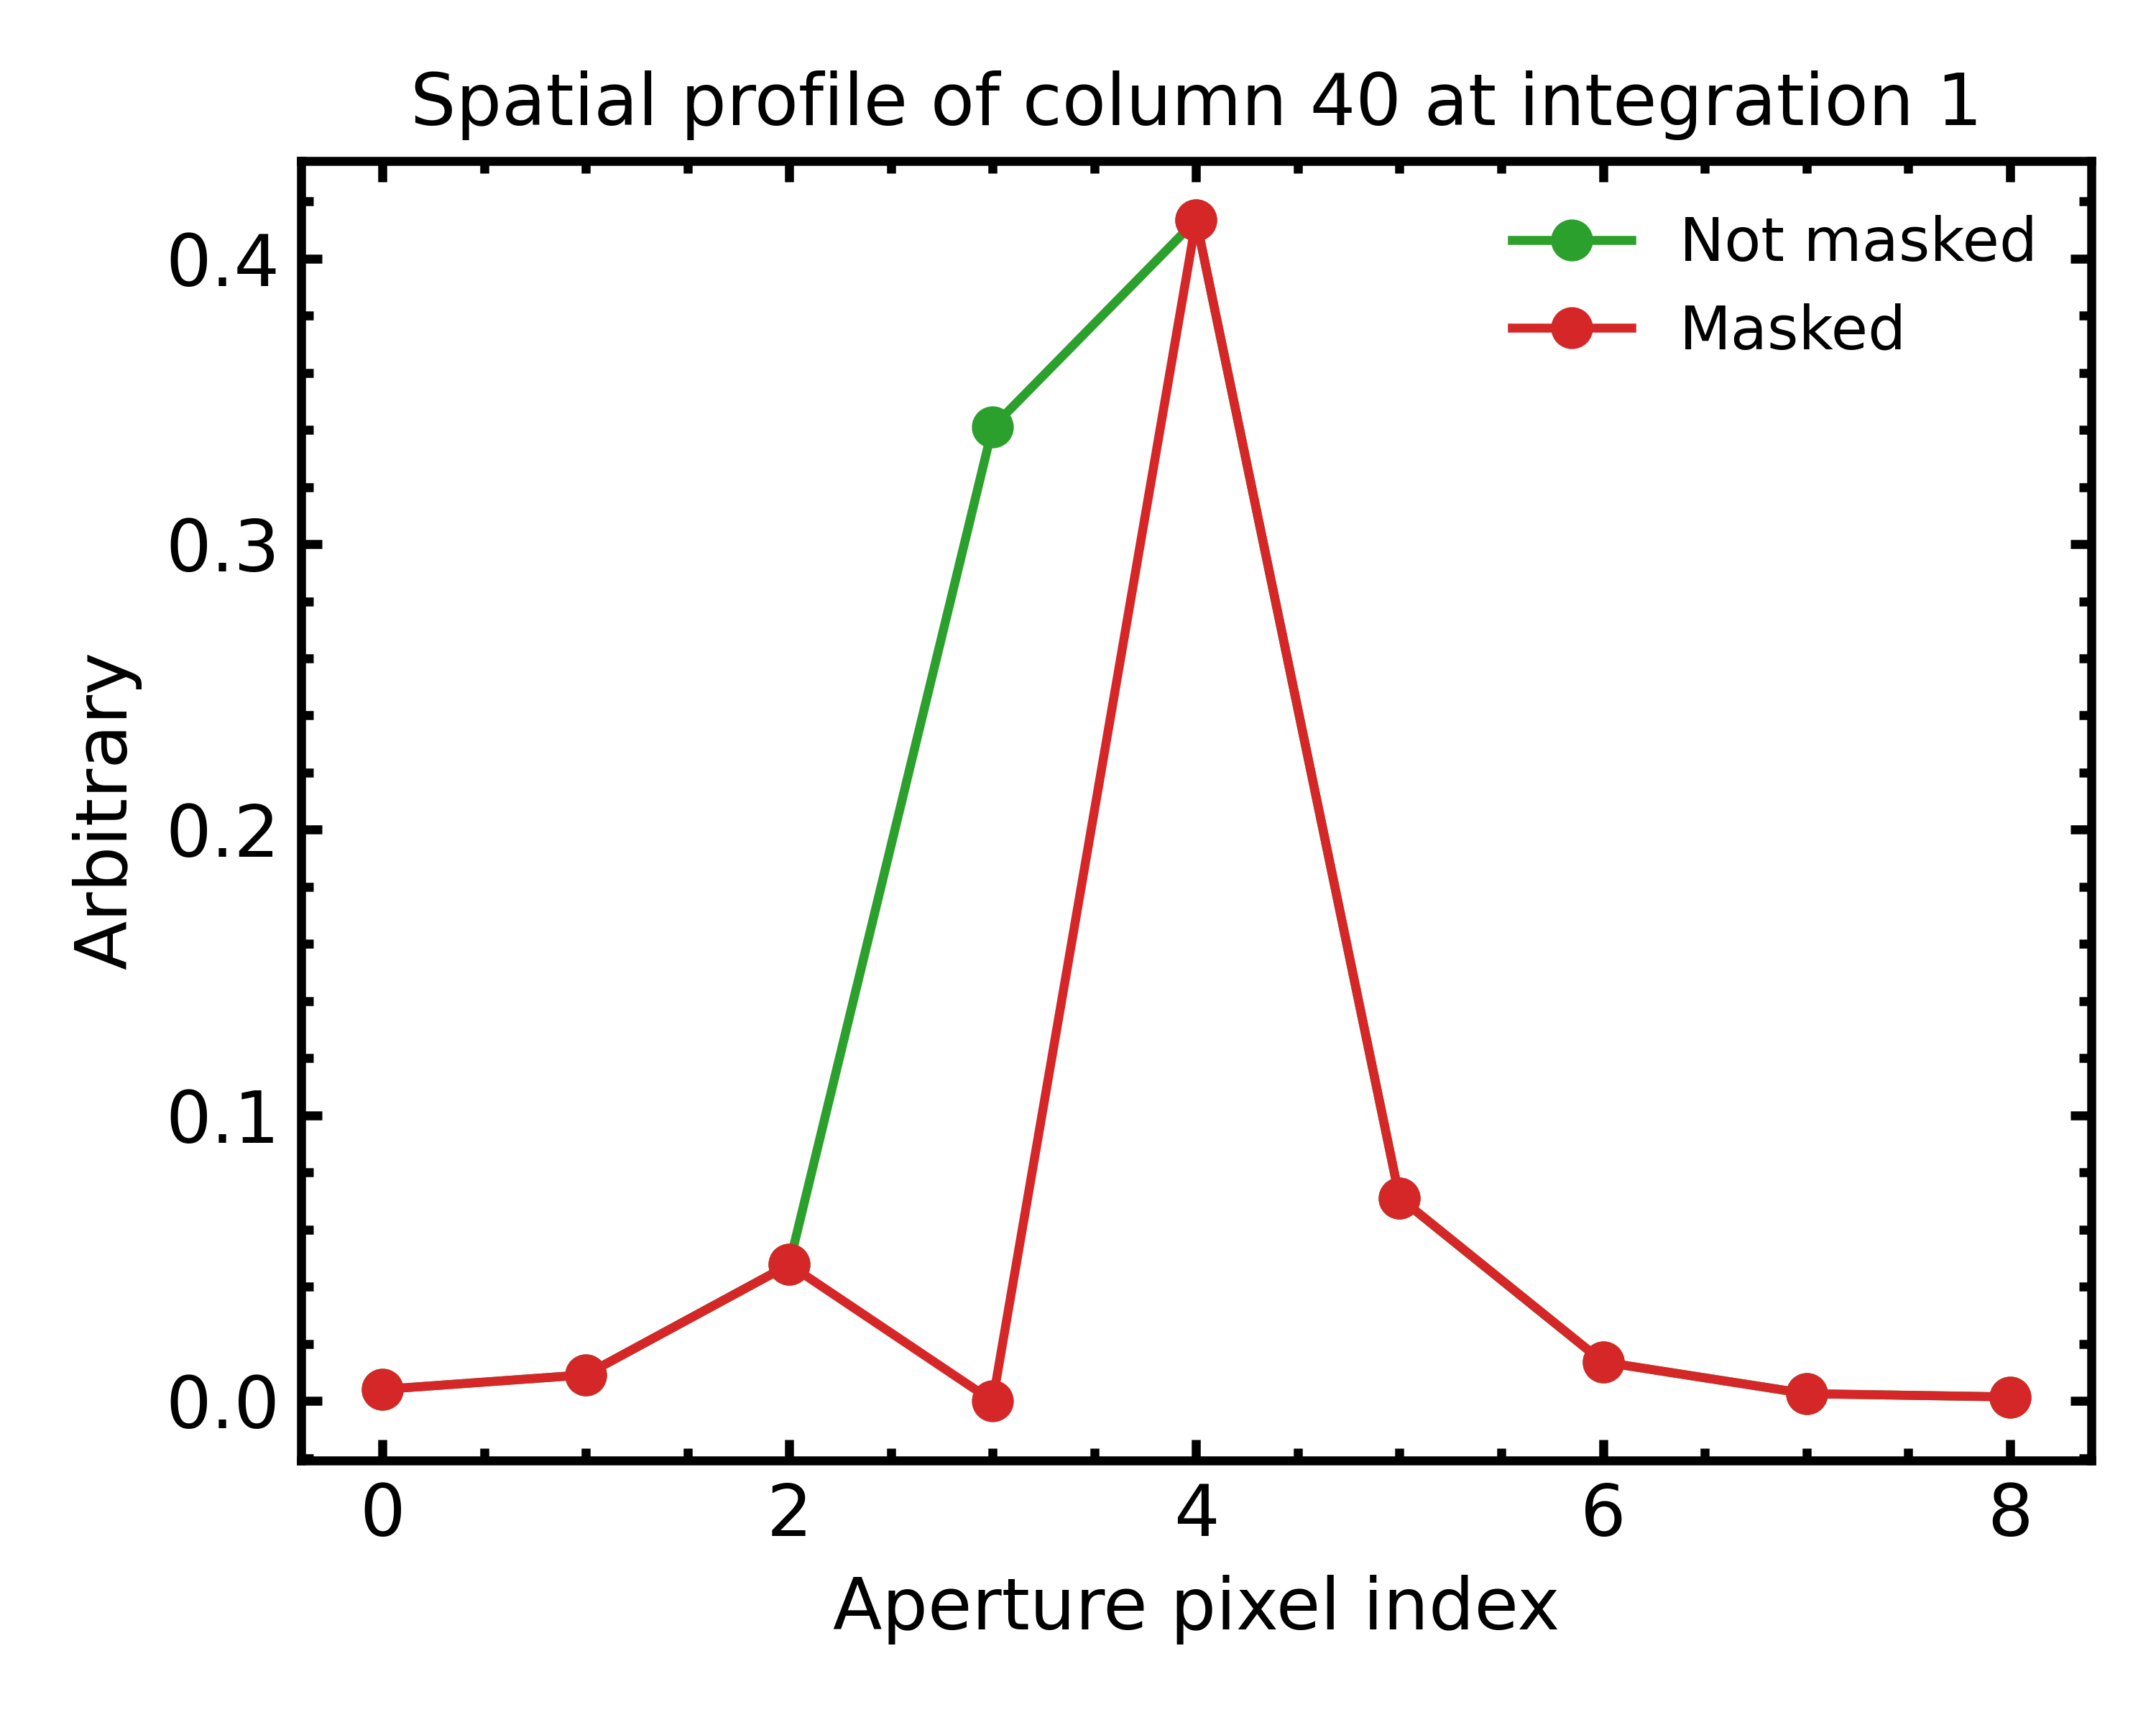 Spatial profile of column 40 at integration 1
Not masked
Masked
0.4
0.3
0.2
0.1
0.0
Arbitrary
0 2 4 6 8
Aperture pixel index